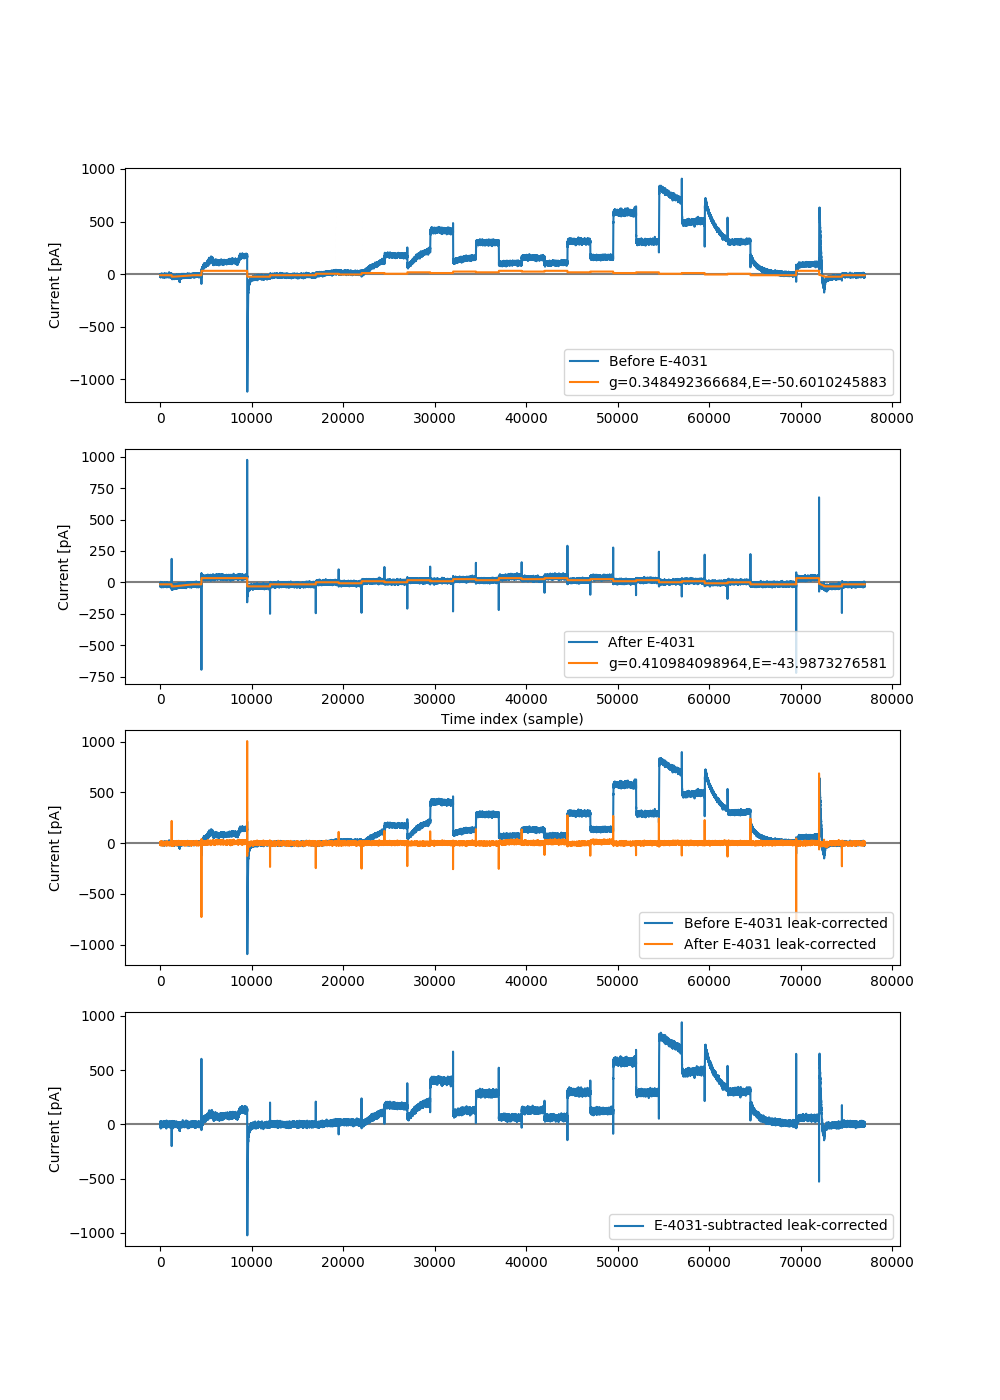 1000
500
0
−500
−1000
Current [pA]
Before E-4031
g=0.348492366684,E=-50.6010245883
0 10000 20000 30000 40000 50000 60000 70000 80000
1000
750
500
250
0
−250
−500
−750
Current [pA]
After E-4031
g=0.410984098964,E=-43.9873276581
0 10000 20000 30000 40000 50000 60000 70000 80000
Time index (sample)
1000
500
0
−500
−1000
Current [pA]
Before E-4031 leak-corrected
After E-4031 leak-corrected
0 10000 20000 30000 40000 50000 60000 70000 80000
1000
500
0
−500
−1000
Current [pA]
E-4031-subtracted leak-corrected
0 10000 20000 30000 40000 50000 60000 70000 80000